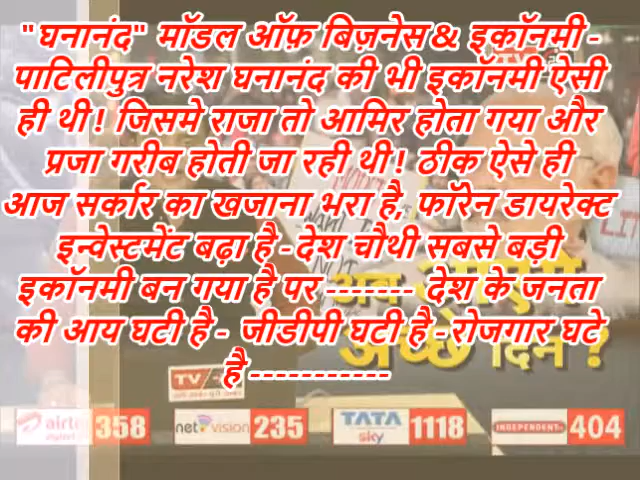 "घनानंद" मॉडल ऑफ़ बिज़नेस & इकॉनमी -
पाटिलीपुत्र नरेश घनानंद की भी इकॉनमी ऐसी
ही थी ! जिसमे राजा तो आमिर होता गया और
प्रजा गरीब होती जा रही थी ! ठीक ऐसे ही
आज सर्कार का खजाना भरा है, फॉरेन डायरेक्ट
इन्वेस्टमेंट बढ़ा है - देश चौथी सबसे बड़ी
इकॉनमी बन गया है पर -------- देश के जनता
की आय घटी है - जीडीपी घटी है -रोजगार घटे
है -----------
अब
अच्छे दिन ?
TV
airtel 358 net vision 235 TATA sky 1118 INDEPENDENT 404